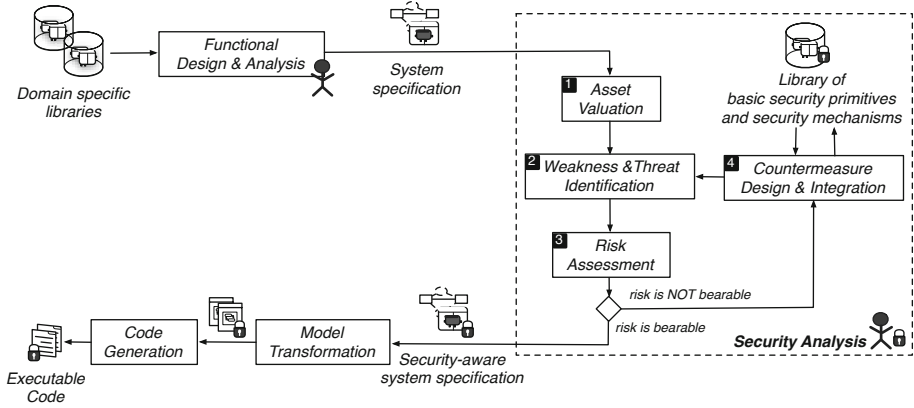 Domain specific
libraries
Functional
Design & Analysis
System
specification
1
Asset
Valuation
Library of
basic security primitives
and security mechanisms
2
Weakness &Threat
Identification
4
Countermeasure
Design & Integration
3
Risk
Assessment
risk is NOT bearable
risk is bearable
Security Analysis
Security-aware
system specification
Model
Transformation
Code
Generation
Executable
Code